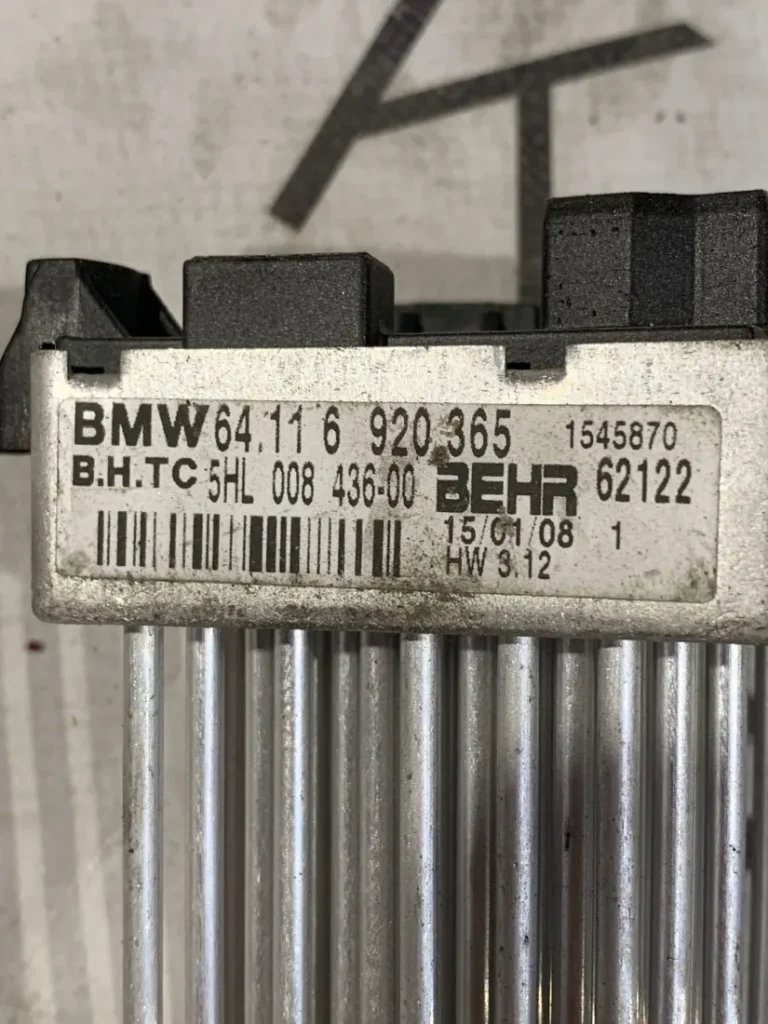 BMW 64.11 6 920 365 1545870
B.H.TC 5HL 008 436-00 BEHR 62122
15/01/08 1
HW 3.12